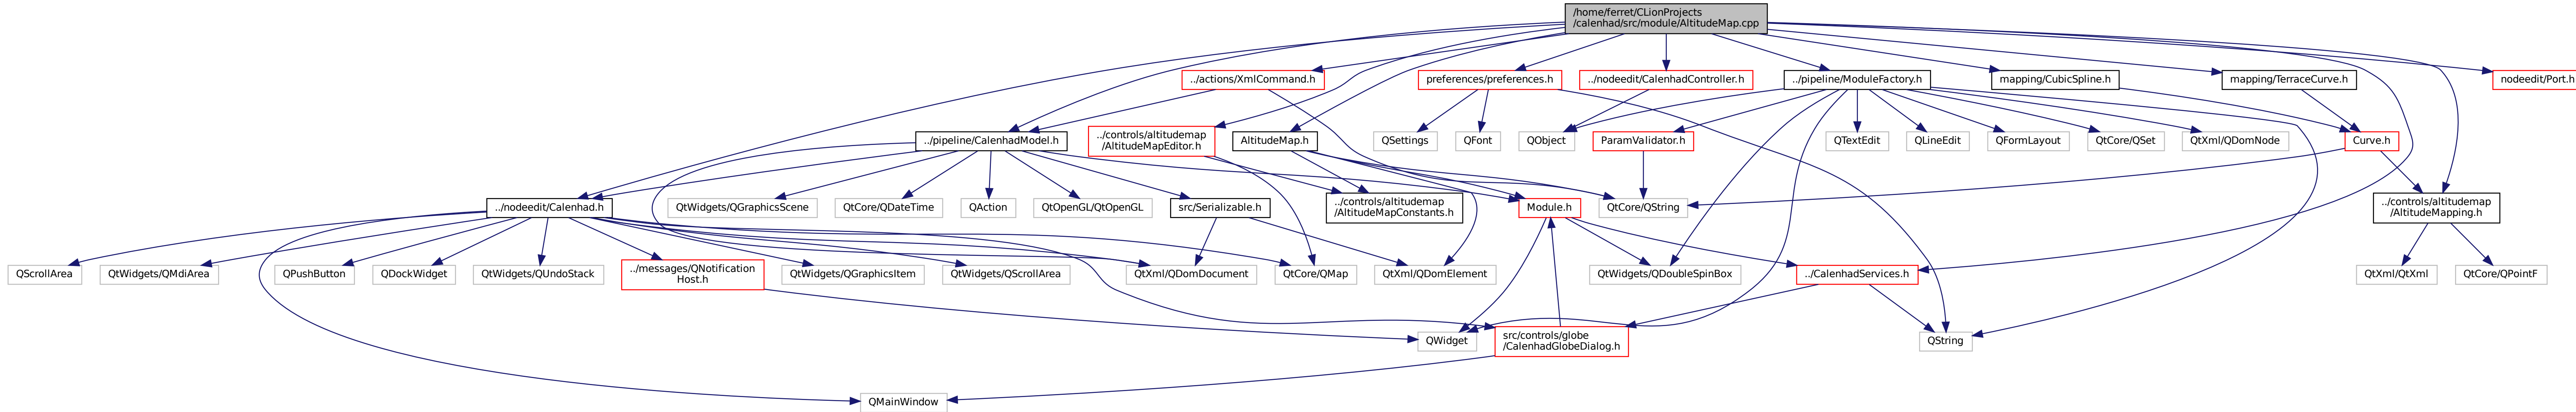 /home/ferret/CLionProjects
/calenhad/src/module/AltitudeMap.cpp
../actions/XmlCommand.h
preferences/preferences.h
../nodeedit/CalenhadController.h
../pipeline/ModuleFactory.h
mapping/CubicSpline.h
mapping/TerraceCurve.h
nodeedit/Port.h
../pipeline/CalenhadModel.h
../controls/altitudemap
/AltitudeMapEditor.h
AltitudeMap.h
QSettings
QFont
QObject
ParamValidator.h
QTextEdit
QLineEdit
QFormLayout
QtCore/QSet
QtXml/QDomNode
Curve.h
../nodeedit/Calenhad.h
QtWidgets/QGraphicsScene
QtCore/QDateTime
QAction
QtOpenGL/QtOpenGL
src/Serializable.h
../controls/altitudemap
/AltitudeMapConstants.h
Module.h
QtCore/QString
../controls/altitudemap
/AltitudeMapping.h
QScrollArea
QtWidgets/QMdiArea
QPushButton
QDockWidget
QtWidgets/QUndoStack
../messages/QNotification
Host.h
QtWidgets/QGraphicsItem
QtWidgets/QScrollArea
QtXml/QDomDocument
QtCore/QMap
QtXml/QDomElement
QtWidgets/QDoubleSpinBox
../CalenhadServices.h
QtXml/QtXml
QtCore/QPointF
QWidget
src/controls/globe
/CalenhadGlobeDialog.h
QString
QMainWindow